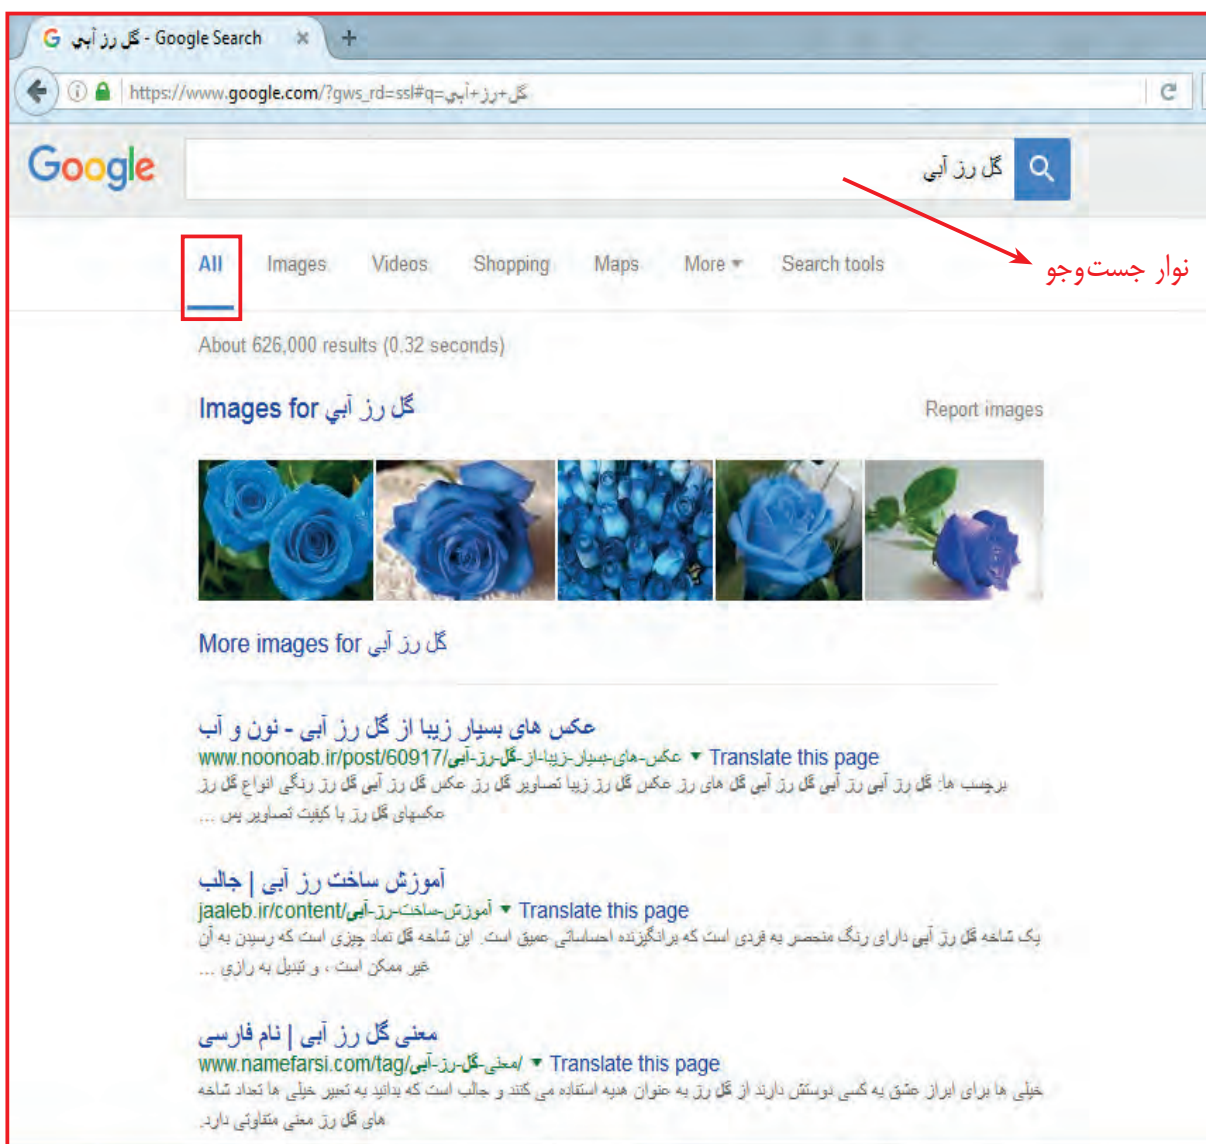 گل رز آبي - Google Search
https://www.google.com/?gws_rd=ssl#q=گل+رز+آبي
Google
گل رز آبي
All Images Videos Shopping Maps More Search tools
نوار جست‌وجو
About 626,000 results (0.32 seconds)
Images for گل رز آبي
Report images
More images for گل رز آبي
عکس های بسیار زیبا از گل رز آبی - نون و آب
www.noonoab.ir/post/60917/عکس-های-بسیار-زیبا-از-گل-رز-آبی Translate this page
برچسب ها: گل رز آبی رز آبی گل رز آبی گل های رز عکس گل رز زیبا تصاویر گل رز عکس گل رز آبی گل رز رنگی انواع گل رز
عکسهای گل رز با کیفیت تصاویر پس ...
آموزش ساخت رز آبی | جالب
jaaleb.ir/content/آموزش-ساخت-رز-آبی Translate this page
یک شاخه گل رز آبی دارای رنگ منحصر به فردی است که برانگیزنده احساساتی عمیق است. این شاخه گل نماد چیزی است که رسیدن به آن
غیر ممکن است ، و تبدیل به رازی ...
معنی گل رز آبی | نام فارسی
www.namefarsi.com/tag/معنی-گل-رز-آبی/ Translate this page
خیلی ها برای ابراز عشق به کسی دوستش دارند از گل رز به عنوان هدیه استفاده می کنند و جالب است که بدانید به تعبیر خیلی ها تعداد شاخه
های گل رز معنی متفاوتی دارد.